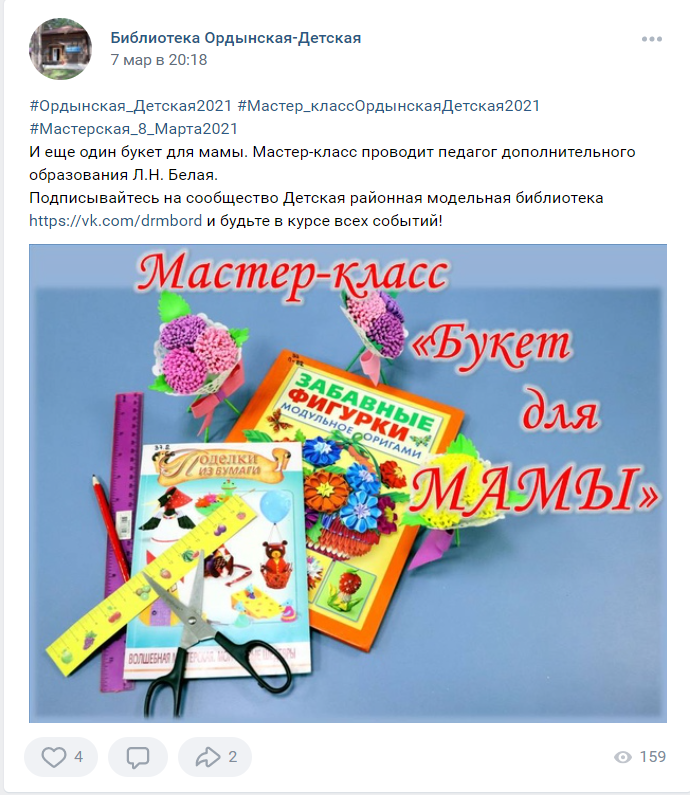 Библиотека Ордынская-Детская
7 мар в 20:18
#Ордынская_Детская2021 #Мастер_классОрдынскаяДетская2021
#Мастерская_8_Марта2021
И еще один букет для мамы. Мастер-класс проводит педагог дополнительного
образования Л.Н. Белая.
Подписывайтесь на сообщество Детская районная модельная библиотека
https://vk.com/drmbord и будьте в курсе всех событий!
Мастер-класс
«Букет
для
МАМЫ»
ЗАБАВНЫЕ
ФИГУРКИ
МОДУЛЬНОЕ ОРИГАМИ
Поделки
ИЗ БУМАГИ
ВОЛШЕБНАЯ
4
2
159